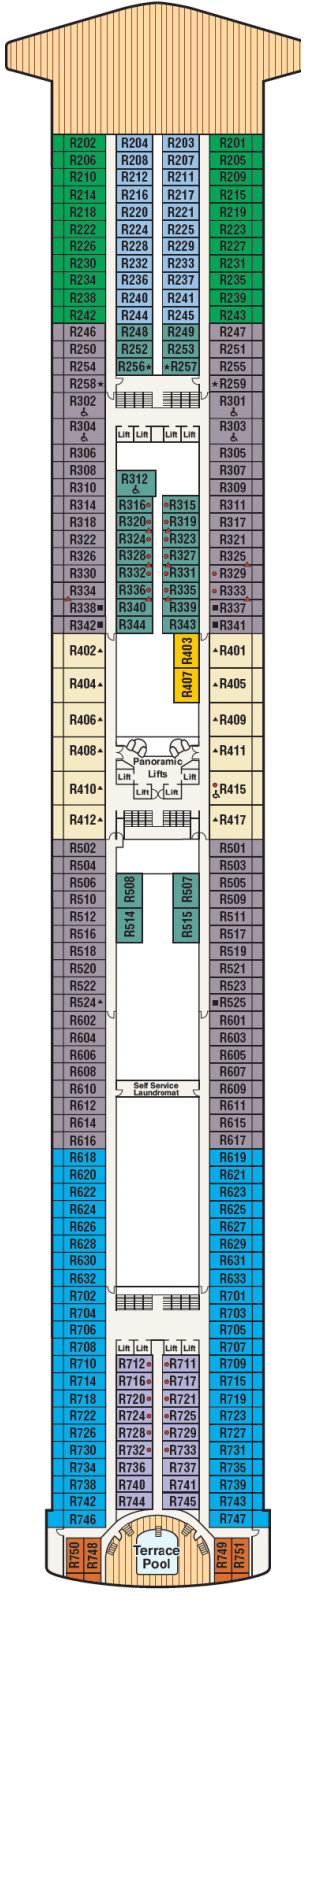 R202 R204 R203 R201
R206 R208 R207 R205
R210 R212 R211 R209
R214 R216 R217 R215
R218 R220 R221 R219
R222 R224 R225 R223
R226 R228 R229 R227
R230 R232 R233 R231
R234 R236 R237 R235
R238 R240 R241 R239
R242 R244 R245 R243
R246 R248 R249 R247
R250 R252 R253 R251
R254 R256★ ★R257 R255
R258★ ★R259
R302 R301
R304 Lift Lift Lift Lift R303
R306 R305
R308 R307
R310 R312 R309
R314 R316 R315 R311
R318 R320 R319 R317
R322 R324 R323 R321
R326 R328 R327 R325
R330 R332 R331 R329
R334 R336 R335 R333
R338 R340 R339 R337
R342 R344 R343 R341
R402 R403 R401
R404 R407 R405
R406 R409
R408 R411
Panoramic
Lifts
Lift Lift
R410 Lift Lift R415
R412 R417
R502 R501
R504 R503
R506 R508 R507 R505
R510 R509
R512 R514 R515 R511
R516 R517
R518 R519
R520 R521
R522 R523
R524 R525
R602 R601
R604 R603
R606 R605
R608 R607
R610 Self Service R609
Laundromat
R612 R611
R614 R615
R616 R617
R618 R619
R620 R621
R622 R623
R624 R625
R626 R627
R628 R629
R630 R631
R632 R633
R702 R701
R704 R703
R706 R705
R708 Lift Lift Lift Lift R707
R710 R712 R711 R709
R714 R716 R717 R715
R718 R720 R721 R719
R722 R724 R725 R723
R726 R728 R729 R727
R730 R732 R733 R731
R734 R736 R737 R735
R738 R740 R741 R739
R742 R744 R745 R743
R746 R747
R750 R748 R749 R751
Terrace
Pool